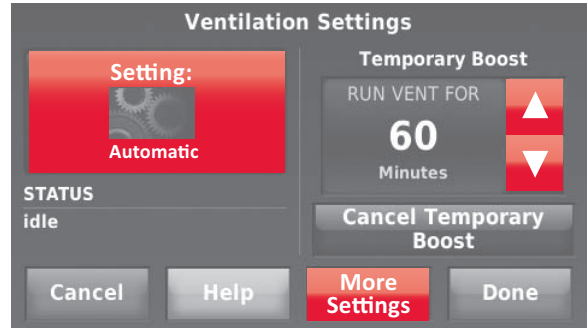 Ventilation Settings
Setting:
Automatic
STATUS
idle
Temporary Boost
RUN VENT FOR
60
Minutes
Cancel Temporary
Boost
Cancel
Help
More
Settings
Done